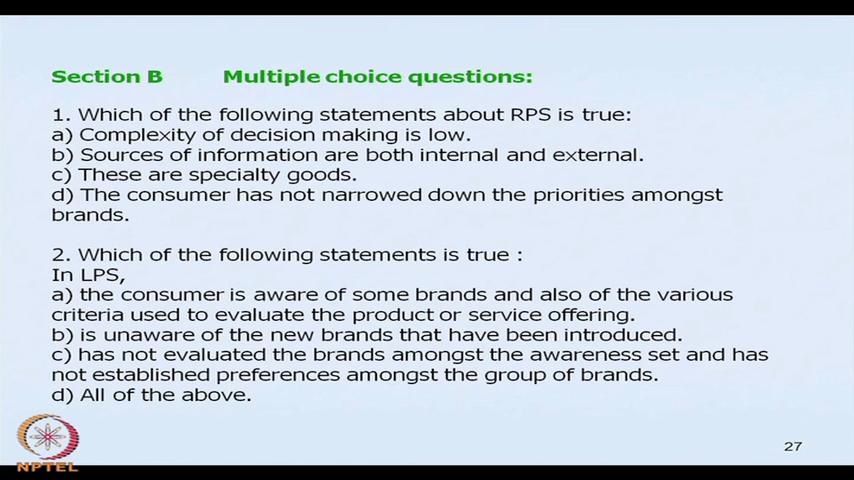 Section B Multiple choice questions:
1. Which of the following statements about RPS is true:
a) Complexity of decision making is low.
b) Sources of information are both internal and external.
c) These are specialty goods.
d) The consumer has not narrowed down the priorities amongst
brands.
2. Which of the following statements is true :
In LPS,
a) the consumer is aware of some brands and also of the various
criteria used to evaluate the product or service offering.
b) is unaware of the new brands that have been introduced.
c) has not evaluated the brands amongst the awareness set and has
not established preferences amongst the group of brands.
d) All of the above.
27
NPTEL